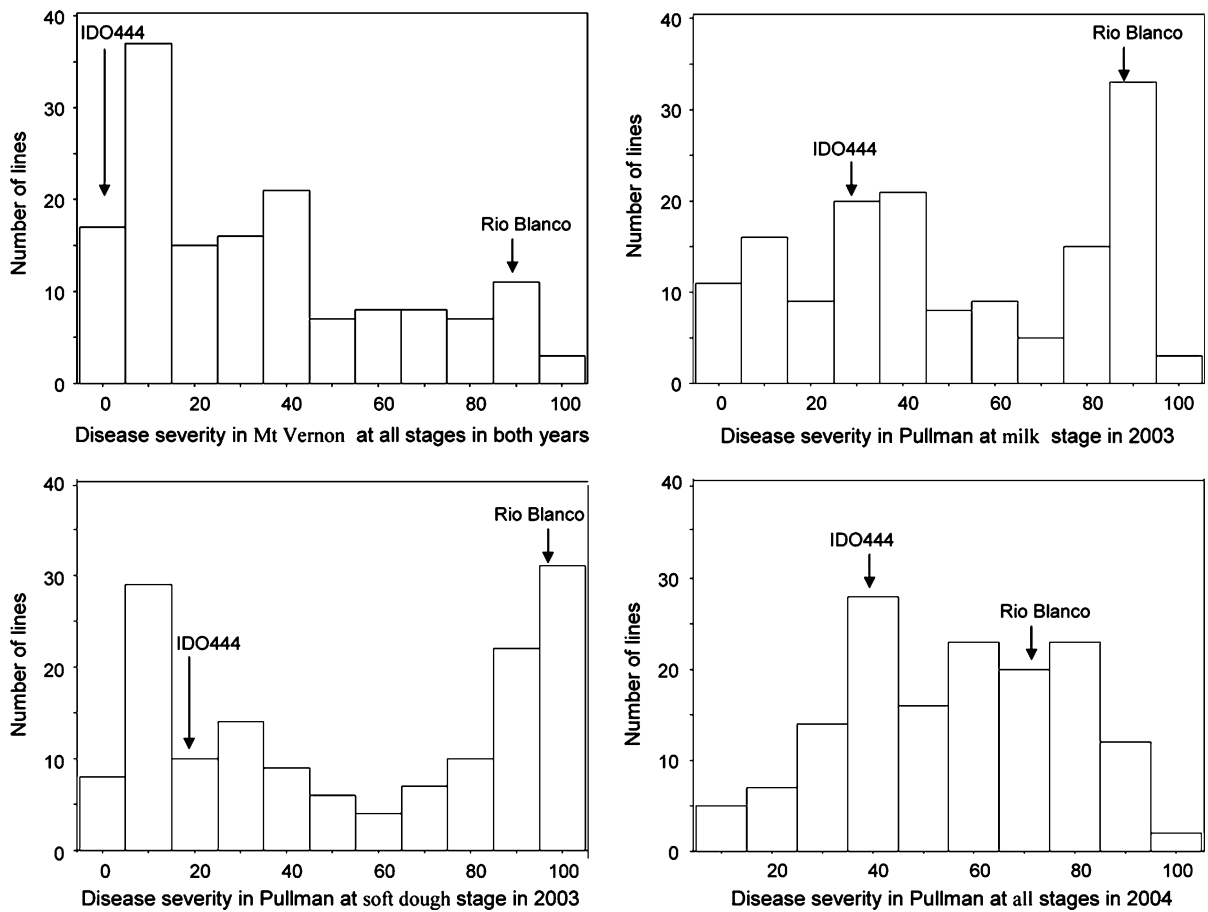 40
30
20
10
0
Number of lines
IDO444
Rio Blanco
0 20 40 60 80 100
Disease severity in Mt Vernon at all stages in both years
40
30
20
10
0
Number of lines
IDO444
Rio Blanco
0 20 40 60 80 100
Disease severity in Pullman at milk stage in 2003
40
30
20
10
0
Number of lines
IDO444
Rio Blanco
0 20 40 60 80 100
Disease severity in Pullman at soft dough stage in 2003
40
30
20
10
0
Number of lines
IDO444
Rio Blanco
20 40 60 80 100
Disease severity in Pullman at all stages in 2004